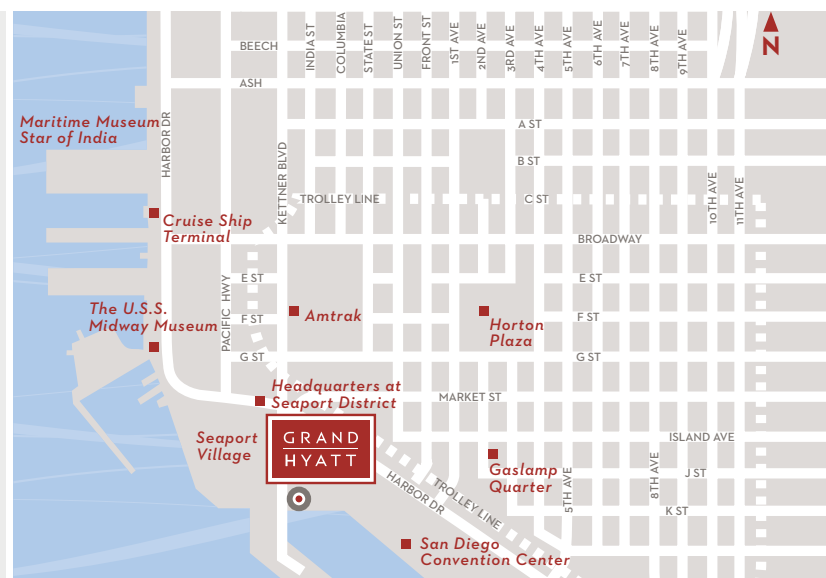 N
BEECH
INDIA ST
COLUMBIA
STATE ST
UNION ST
FRONT ST
1ST AVE
2ND AVE
3RD AVE
4TH AVE
5TH AVE
6TH AVE
7TH AVE
8TH AVE
9TH AVE
ASH
Maritime Museum
Star of India
HARBOR DR
A ST
B ST
KETTNER BLVD
TROLLEY LINE
C ST
10TH AVE
11TH AVE
Cruise Ship
Terminal
BROADWAY
PACIFIC HWY
E ST
E ST
The U.S.S.
Midway Museum
F ST
Amtrak
Horton
Plaza
F ST
G ST
G ST
Headquarters at
Seaport District
MARKET ST
Seaport
Village
GRAND
HYATT
ISLAND AVE
Gaslamp
Quarter
5TH AVE
8TH AVE
J ST
HARBOR DR
TROLLEY LINE
K ST
San Diego
Convention Center